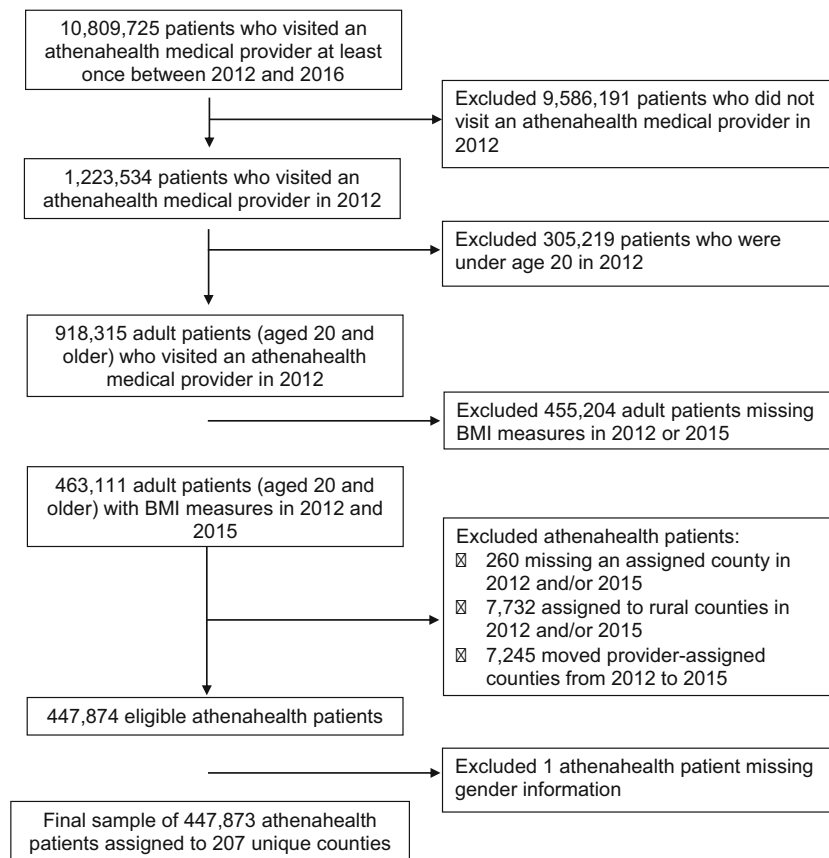 10,809,725 patients who visited an
athenahealth medical provider at least
once between 2012 and 2016
Excluded 9,586,191 patients who did not
visit an athenahealth medical provider in
2012
1,223,534 patients who visited an
athenahealth medical provider in 2012
Excluded 305,219 patients who were
under age 20 in 2012
918,315 adult patients (aged 20 and
older) who visited an athenahealth
medical provider in 2012
Excluded 455,204 adult patients missing
BMI measures in 2012 or 2015
463,111 adult patients (aged 20 and
older) with BMI measures in 2012 and
2015
Excluded athenahealth patients:
260 missing an assigned county in
2012 and/or 2015
7,732 assigned to rural counties in
2012 and/or 2015
7,245 moved provider-assigned
counties from 2012 to 2015
447,874 eligible athenahealth patients
Excluded 1 athenahealth patient missing
gender information
Final sample of 447,873 athenahealth
patients assigned to 207 unique counties